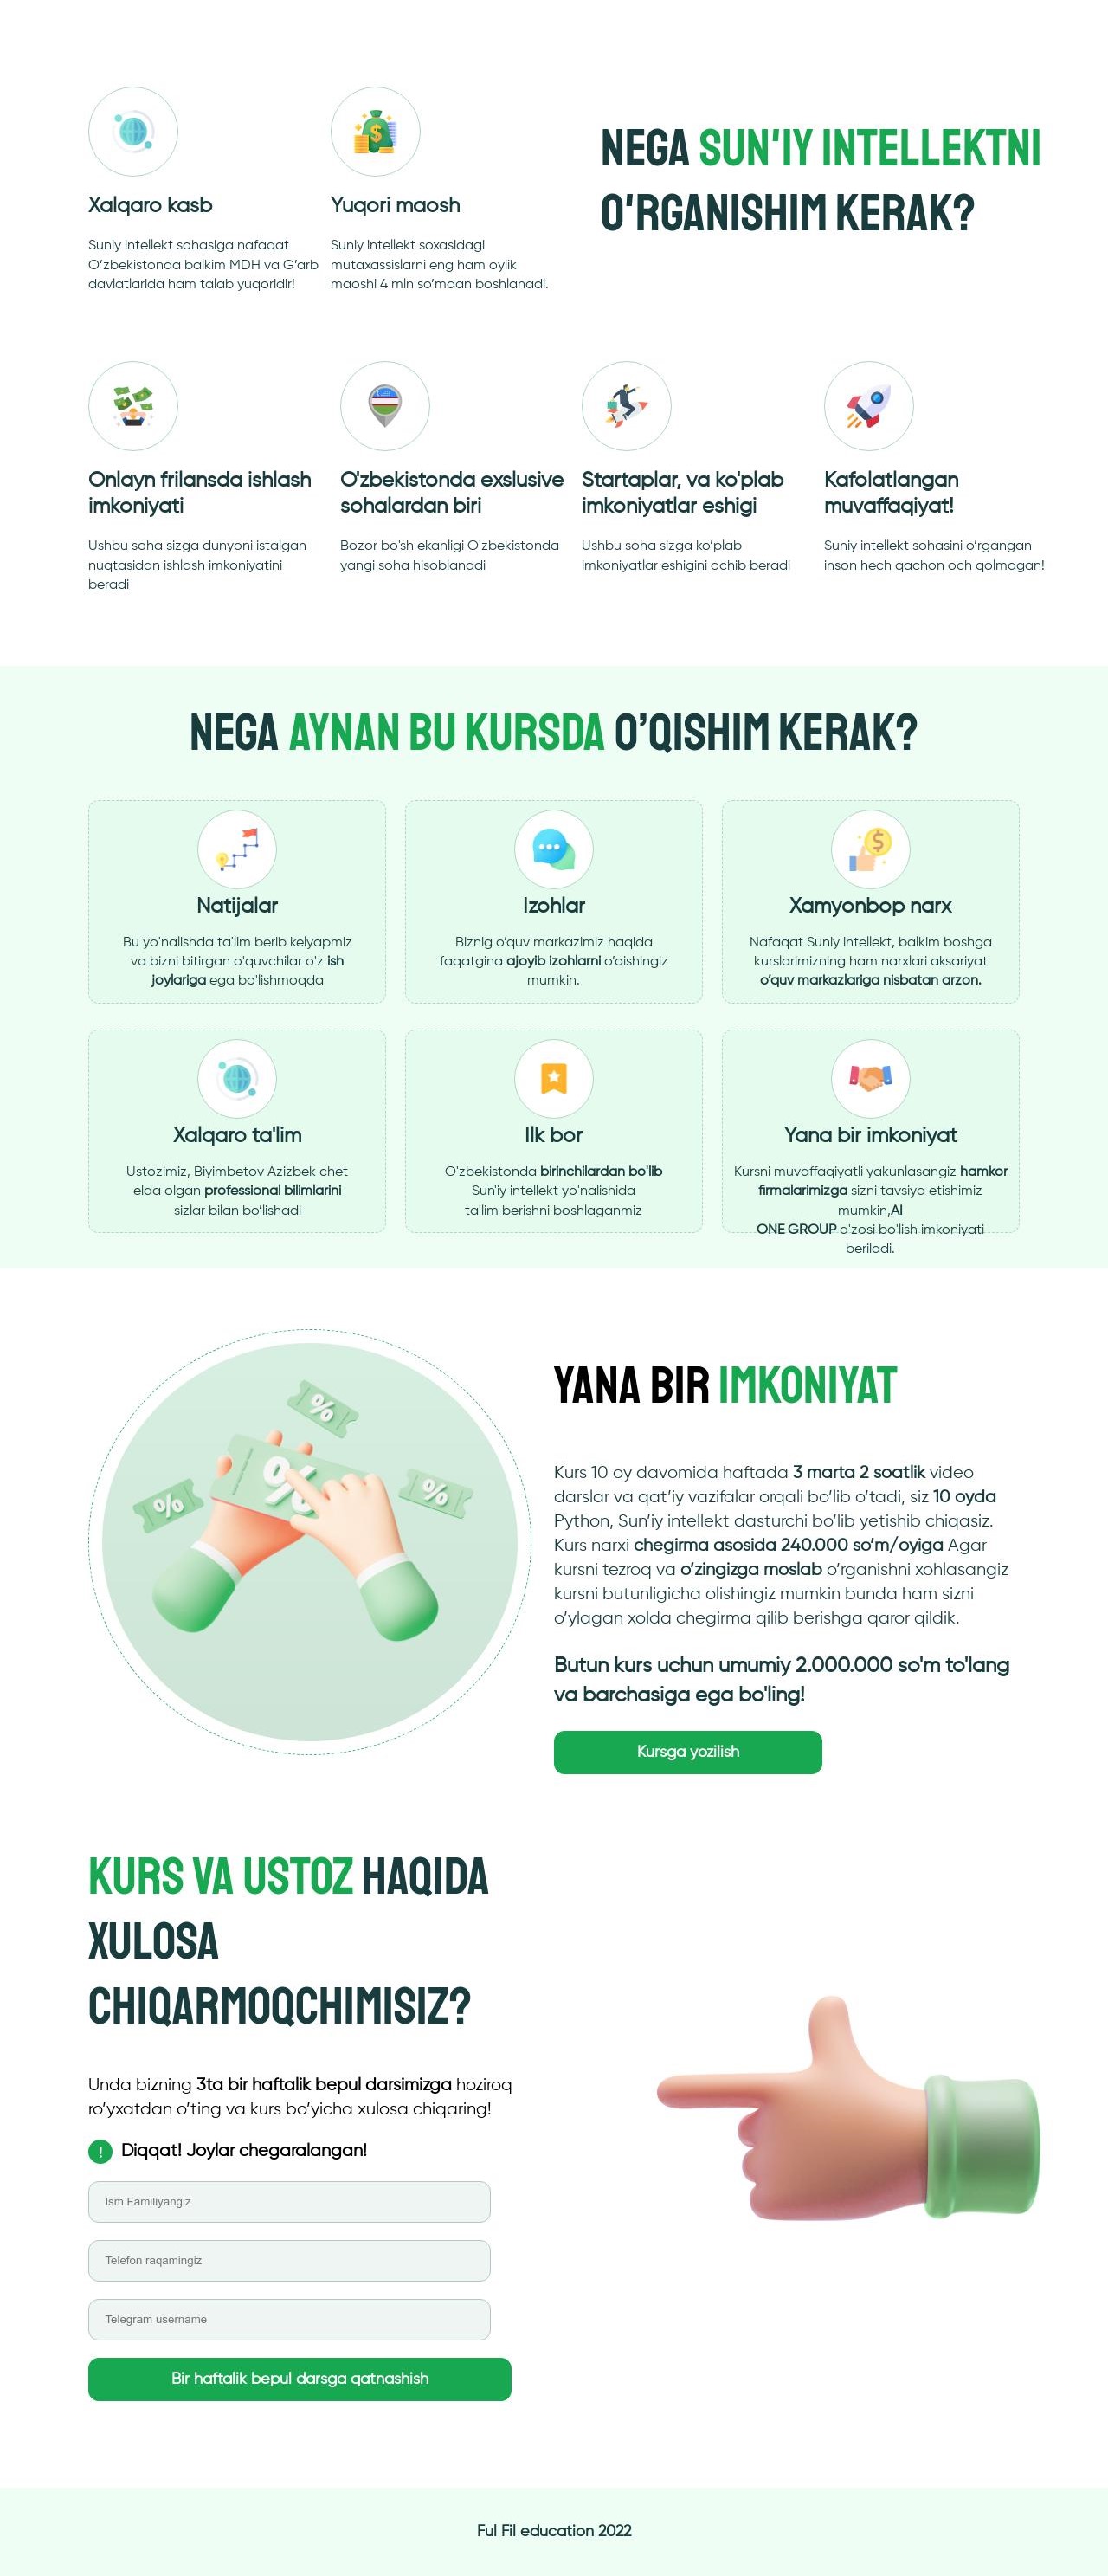 Xalqaro kasb
Suniy intellekt sohasiga nafaqat
O‘zbekistonda balkim MDH va G‘arb
davlatlarida ham talab yuqoridir!
Yuqori maosh
Suniy intellekt soxasidagi
mutaxassislarni eng ham oylik
maoshi 4 mln so‘mdan boshlanadi.
NEGA SUN'IY INTELLEKTNI
O'RGANISHIM KERAK?
Onlayn frilansda ishlash
imkoniyati
Ushbu soha sizga dunyoni istalgan
nuqtasidan ishlash imkoniyatini
beradi
O'zbekistonda exslusive
sohalardan biri
Bozor bo'sh ekanligi O'zbekistonda
yangi soha hisoblanadi
Startaplar, va ko'plab
imkoniyatlar eshigi
Ushbu soha sizga ko‘plab
imkoniyatlar eshigini ochib beradi
Kafolatlangan
muvaffaqiyat!
Suniy intellekt sohasini o‘rgangan
inson hech qachon och qolmagan!
NEGA AYNAN BU KURSDA O’QISHIM KERAK?
Natijalar
Bu yo'nalishda ta'lim berib kelyapmiz
va bizni bitirgan o'quvchilar o'z ish
joylariga ega bo'lishmoqda
Izohlar
Biznig o‘quv markazimiz haqida
faqatgina ajoyib izohlarni o‘qishingiz
mumkin.
Xamyonbop narx
Nafaqat Suniy intellekt, balkim boshga
kurslarimizning ham narxlari aksariyat
o‘quv markazlariga nisbatan arzon.
Xalqaro ta'lim
Ustozimiz, Biyimbetov Azizbek chet
elda olgan professional bilimlarini
sizlar bilan bo‘lishadi
Ilk bor
O'zbekistonda birinchilardan bo'lib
Sun'iy intellekt yo'nalishida
ta'lim berishni boshlaganmiz
Yana bir imkoniyat
Kursni muvaffaqiyatli yakunlasangiz hamkor
firmalarimizga sizni tavsiya etishimiz
mumkin,AI
ONE GROUP a'zosi bo'lish imkoniyati
beriladi.
%
%
%
%
YANA BIR IMKONIYAT
Kurs 10 oy davomida haftada 3 marta 2 soatlik video
darslar va qat’iy vazifalar orqali bo‘lib o‘tadi, siz 10 oyda
Python, Sun’iy intellekt dasturchi bo‘lib yetishib chiqasiz.
Kurs narxi chegirma asosida 240.000 so‘m/oyiga Agar
kursni tezroq va o‘zingizga moslab o‘rganishni xohlasangiz
kursni butunligicha olishingiz mumkin bunda ham sizni
o‘ylagan xolda chegirma qilib berishga qaror qildik.
Butun kurs uchun umumiy 2.000.000 so'm to'lang
va barchasiga ega bo'ling!
Kursga yozilish
KURS VA USTOZ HAQIDA
XULOSA
CHIQARMOQCHIMISIZ?
Unda bizning 3ta bir haftalik bepul darsimizga hoziroq
ro‘yxatdan o‘ting va kurs bo‘yicha xulosa chiqaring!
! Diqqat! Joylar chegaralangan!
Ism Familiyangiz
Telefon raqamingiz
Telegram username
Bir haftalik bepul darsga qatnashish
Ful Fil education 2022